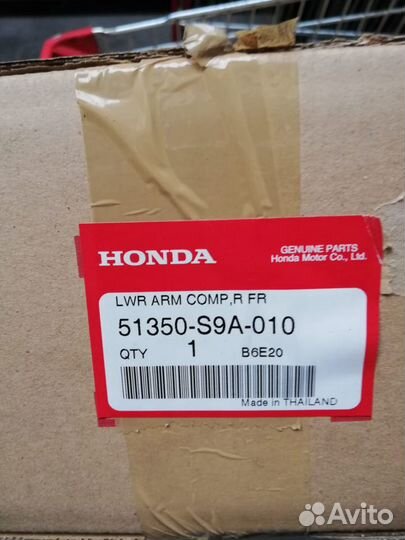 HONDA
GENUINE PARTS
Honda Motor Co., Ltd.
LWR ARM COMP,R FR
51350-S9A-010
QTY 1 B6E20
Made in THAILAND
Avito